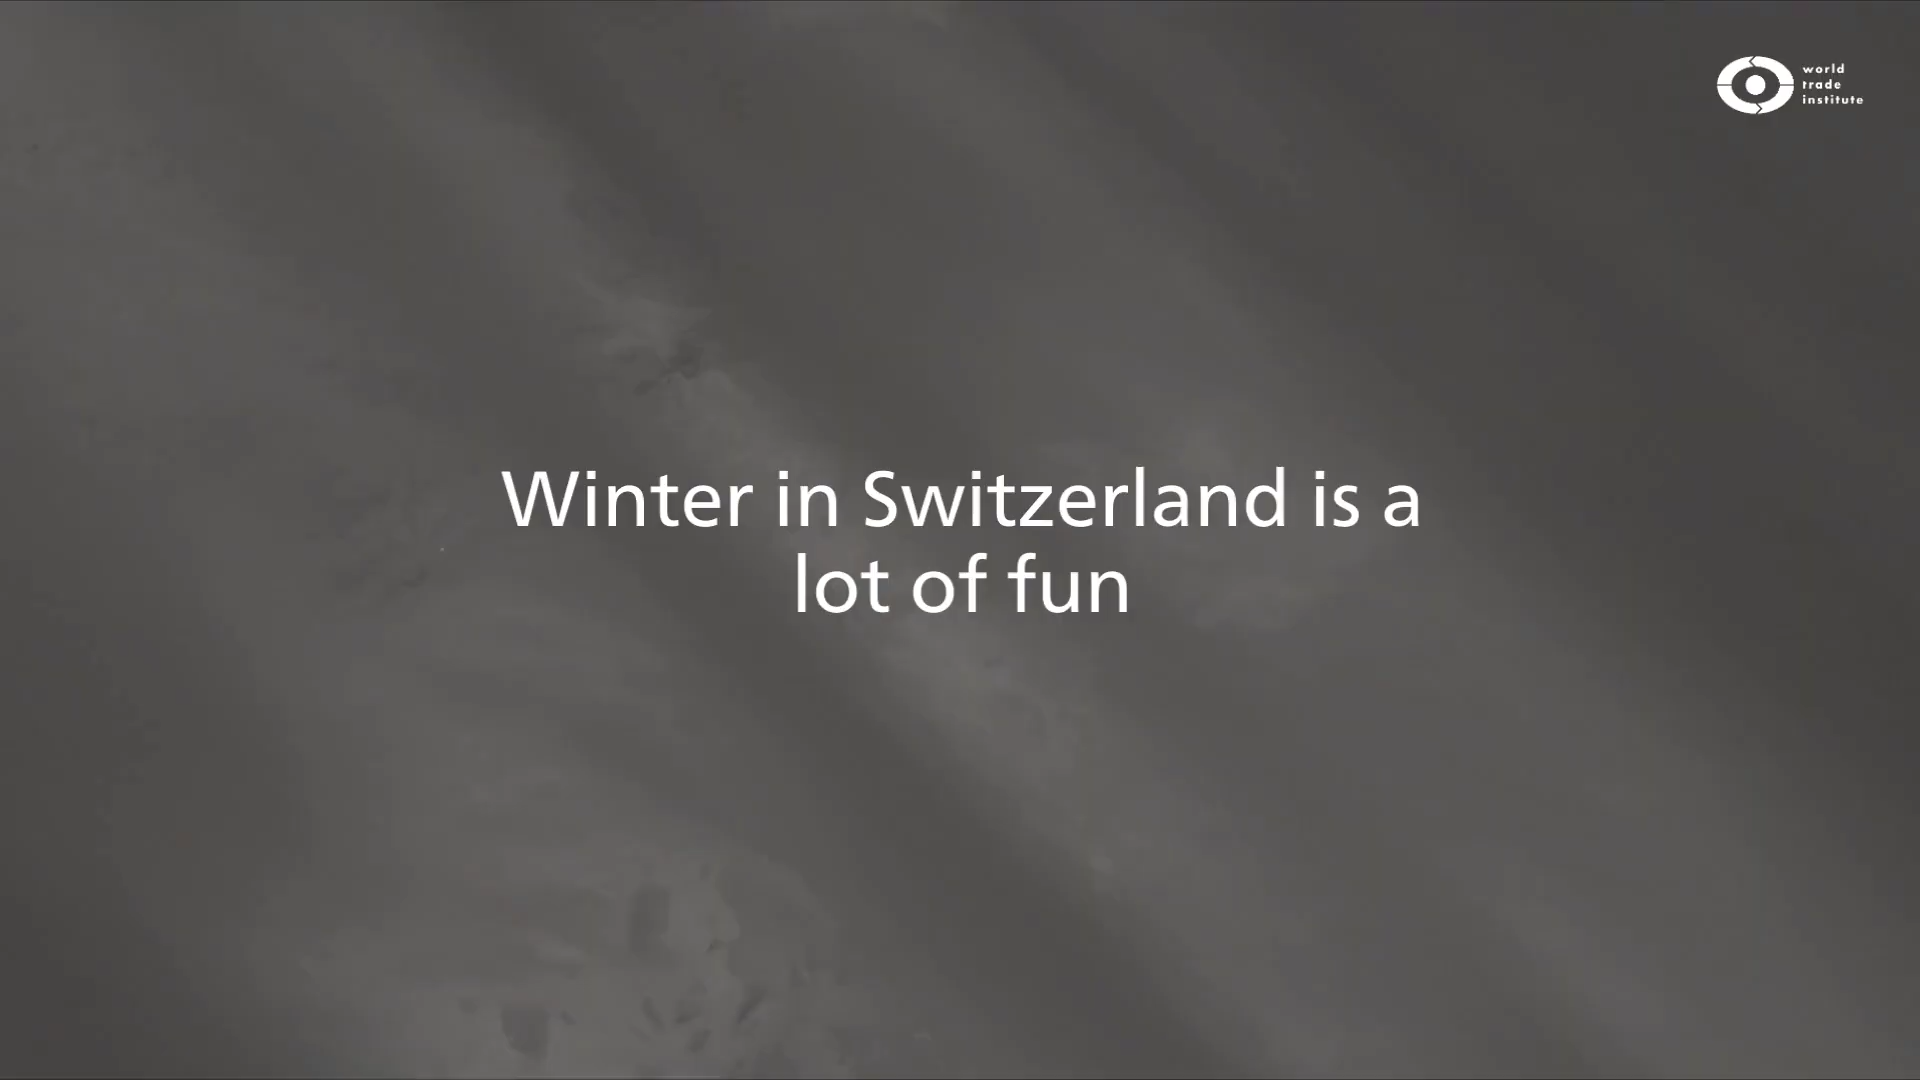 world
trade
institute
Winter in Switzerland is a
lot of fun